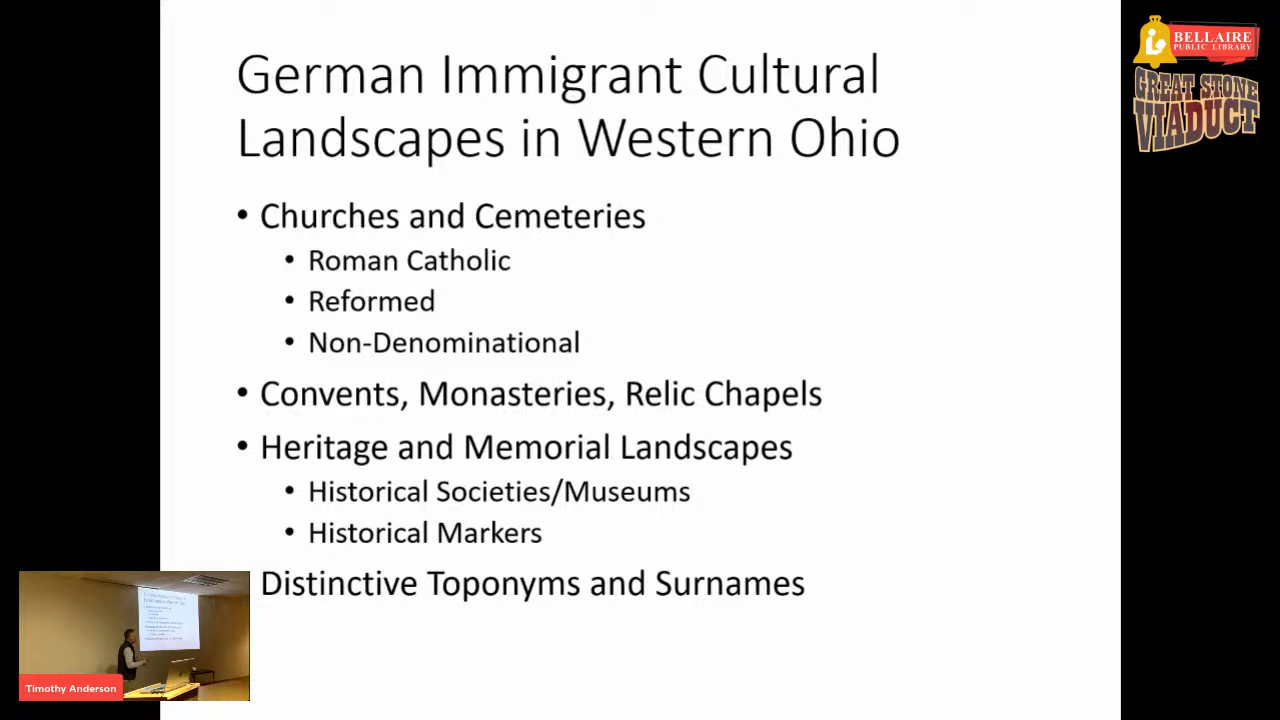 German Immigrant Cultural
Landscapes in Western Ohio
• Churches and Cemeteries
• Roman Catholic
• Reformed
• Non-Denominational
• Convents, Monasteries, Relic Chapels
• Heritage and Memorial Landscapes
• Historical Societies/Museums
• Historical Markers
Distinctive Toponyms and Surnames
BELLAIRE
PUBLIC LIBRARY
GREAT STONE
VIADUCT
Timothy Anderson